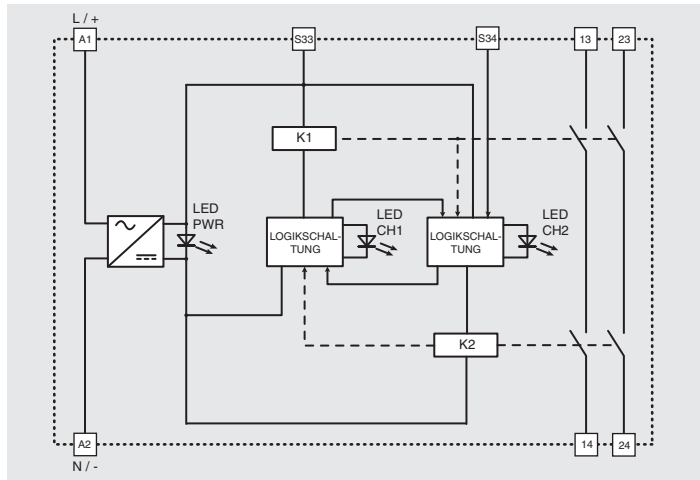 L / +
A1
S33
S34
13
23
K1
LED
PWR
LED
CH1
LED
CH2
LOGIKSCHAL-
TUNG
LOGIKSCHAL-
TUNG
K2
A2
14
24
N / -